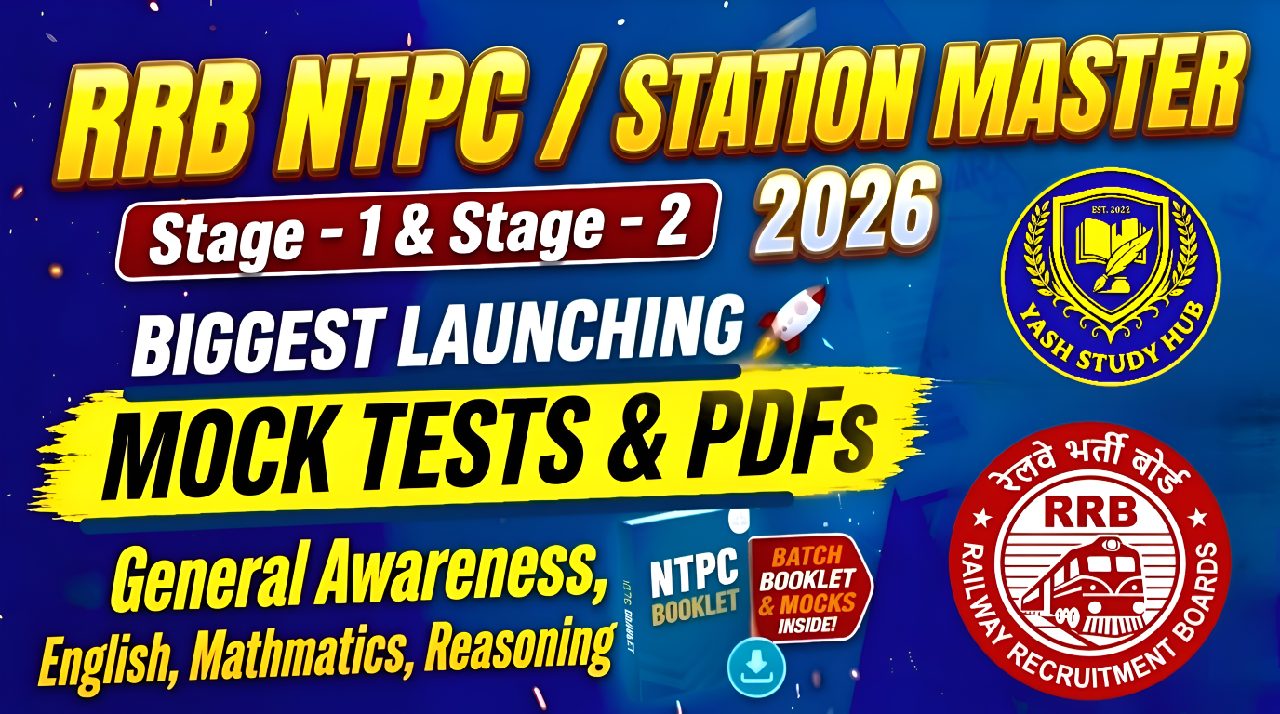 RRB NTPC / STATION MASTER
Stage - 1 & Stage - 2
2026
EST. 2022
YASH STUDY HUB
BIGGEST LAUNCHING
MOCK TESTS & PDFs
रेलवे भर्ती बोर्ड
RRB
RAILWAY RECRUITMENT BOARDS
General Awareness,
English, Mathmatics, Reasoning
NTPC
BOOKLET
BATCH
BOOKLET
& MOCKS
INSIDE!